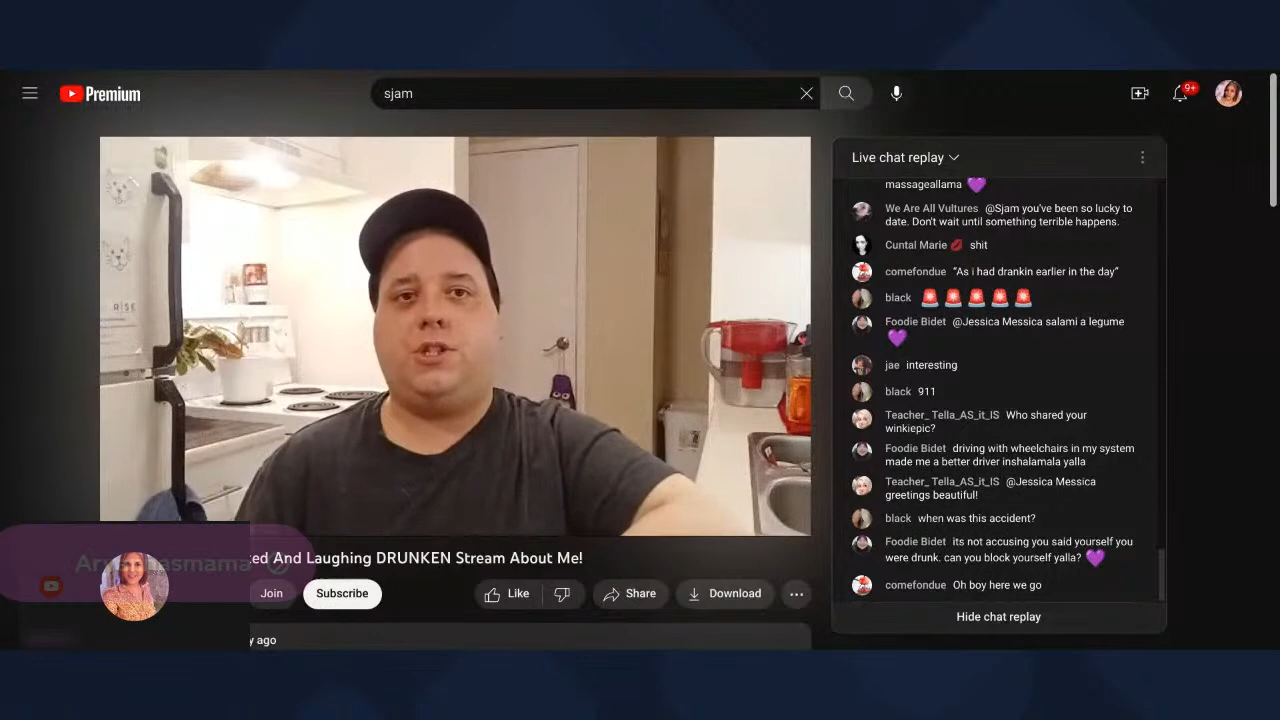 Premium
sjam
9+
Live chat replay
massageallama
We Are All Vultures @Sjam you've been so lucky to
date. Don't wait until something terrible happens.
Cuntal Marie shit
comefondue “As i had drankin earlier in the day”
black
Foodie Bidet @Jessica Messica salami a legume
jae interesting
black 911
Teacher_ Tella_AS_it_IS Who shared your
winkiepic?
Foodie Bidet driving with wheelchairs in my system
made me a better driver inshalamala yalla
Teacher_ Tella_AS_it_IS @Jessica Messica
greetings beautiful!
black when was this accident?
Foodie Bidet its not accusing you said yourself you
were drunk. can you block yourself yalla?
comefondue Oh boy here we go
Hide chat replay
RISE
ed And Laughing DRUNKEN Stream About Me!
Join
Subscribe
Like
Share
Download
y ago